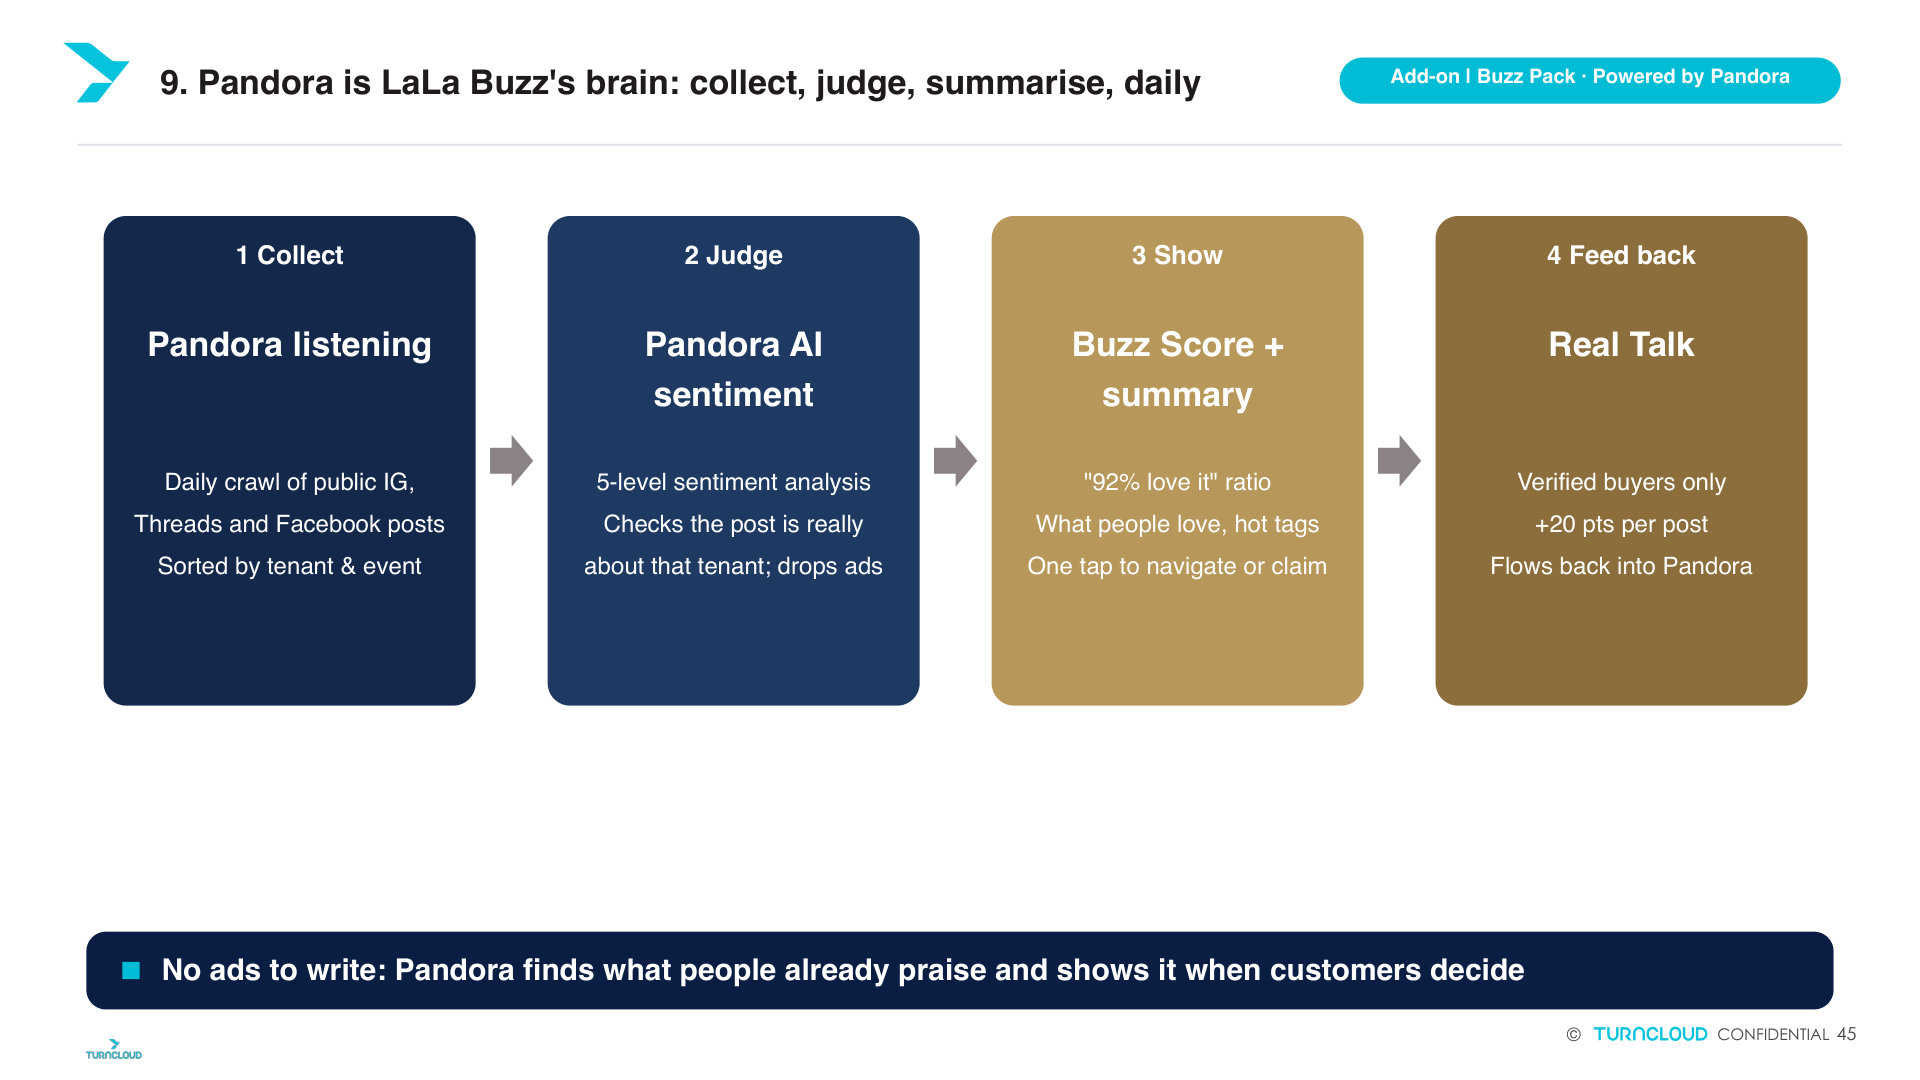 9. Pandora is LaLa Buzz's brain: collect, judge, summarise, daily
Add-on | Buzz Pack · Powered by Pandora
1 Collect
Pandora listening
Daily crawl of public IG,
Threads and Facebook posts
Sorted by tenant & event
2 Judge
Pandora AI
sentiment
5-level sentiment analysis
Checks the post is really
about that tenant; drops ads
3 Show
Buzz Score +
summary
"92% love it" ratio
What people love, hot tags
One tap to navigate or claim
4 Feed back
Real Talk
Verified buyers only
+20 pts per post
Flows back into Pandora
No ads to write: Pandora finds what people already praise and shows it when customers decide
TURNCLOUD
© TURNCLOUD CONFIDENTIAL 45